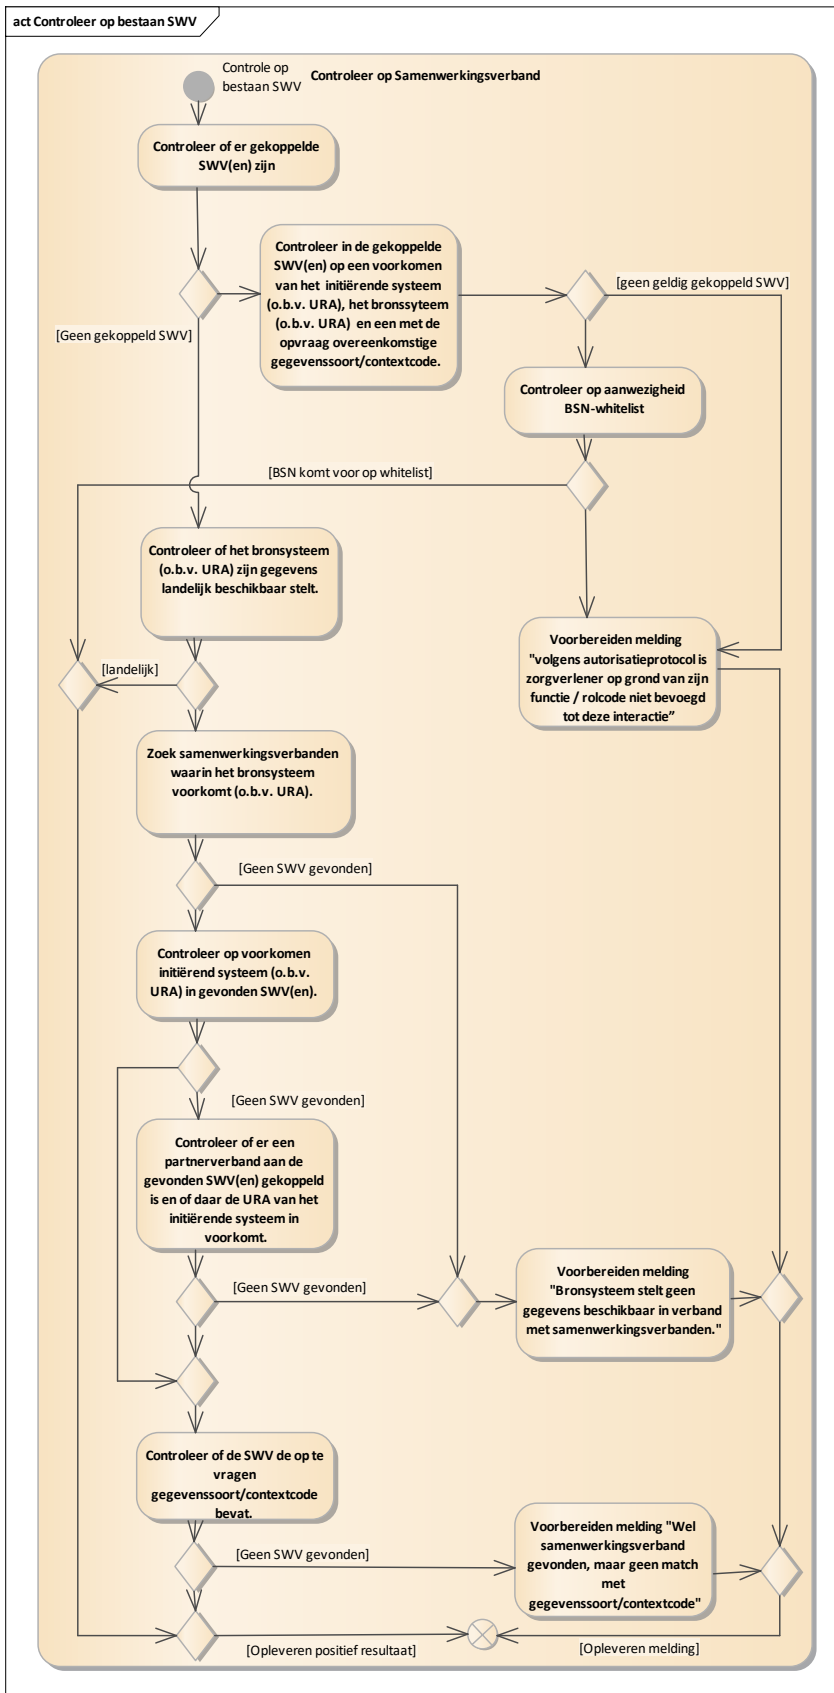 act Controleer op bestaan SWV
Controle op
bestaan SWV
Controleer op Samenwerkingsverband
Controleer of er gekoppelde
SWV(en) zijn
Controleer in de gekoppelde
SWV(en) op een voorkomen
van het initiërende systeem
(o.b.v. URA), het bronssyteem
(o.b.v. URA) en een met de
opvraag overeenkomstige
gegevenssoort/contextcode.
[geen geldig gekoppeld SWV]
[Geen gekoppeld SWV]
Controleer op aanwezigheid
BSN-whitelist
[BSN komt voor op whitelist]
Controleer of het bronsysteem
(o.b.v. URA) zijn gegevens
landelijk beschikbaar stelt.
Voorbereiden melding
"volgens autorisatieprotocol is
zorgverlener op grond van zijn
functie / rolcode niet bevoegd
tot deze interactie”
[landelijk]
Zoek samenwerkingsverbanden
waarin het bronsysteem
voorkomt (o.b.v. URA).
[Geen SWV gevonden]
Controleer op voorkomen
initiërend systeem (o.b.v.
URA) in gevonden SWV(en).
[Geen SWV gevonden]
Controleer of er een
partnerverband aan de
gevonden SWV(en) gekoppeld
is en of daar de URA van het
initiërende systeem in
voorkomt.
[Geen SWV gevonden]
Voorbereiden melding
"Bronsysteem stelt geen
gegevens beschikbaar in verband
met samenwerkingsverbanden."
Controleer of de SWV de op te
vragen
gegevenssoort/contextcode
bevat.
[Geen SWV gevonden]
Voorbereiden melding "Wel
samenwerkingsverband
gevonden, maar geen match
met
gegevenssoort/contextcode"
[Opleveren positief resultaat]
[Opleveren melding]